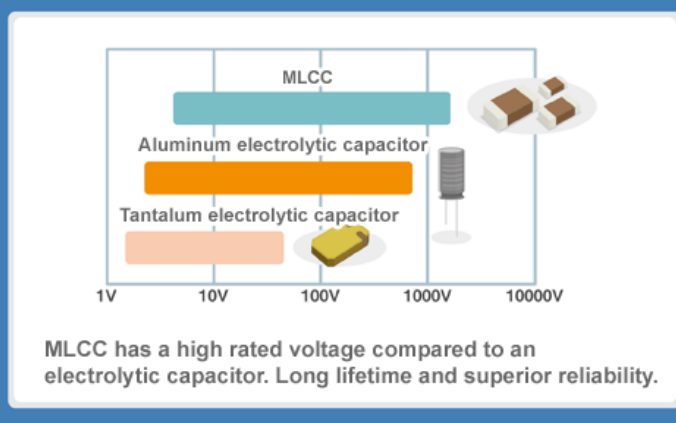 MLCC
Aluminum electrolytic capacitor
Tantalum electrolytic capacitor
1V 10V 100V 1000V 10000V
MLCC has a high rated voltage compared to an
electrolytic capacitor. Long lifetime and superior reliability.